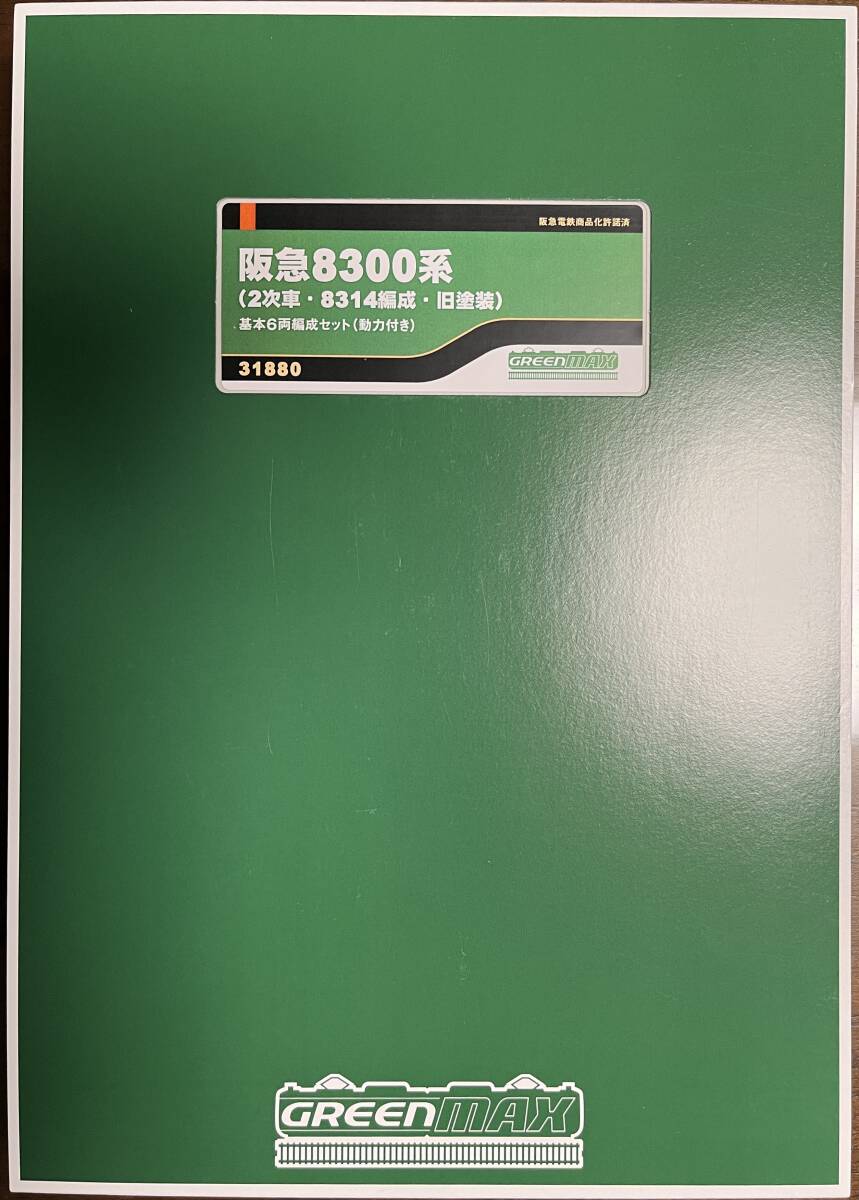 阪急電鉄商品化許諾済
阪急8300系
(2次車・8314編成・旧塗装)
基本6両編成セット(動力付き)
31880
GREENMAX
GREENMAX